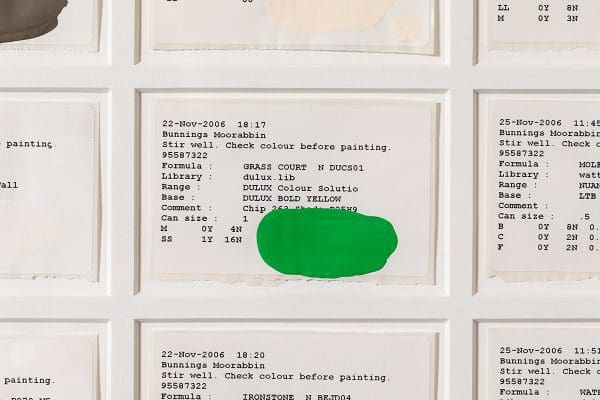 LL
LL 0Y 8N
M 0Y 3N
painting.
22-Nov-2006 18:17
Bunnings Moorabbin
Stir well. Check colour before painting.
95587322
Formula : GRASS COURT N DUCS01
Library : dulux.lib
Range : DULUX Colour Solutio
Base : DULUX BOLD YELLOW
Comment : Chip 263
Can size : 1
M 0Y 4N
SS 1Y 16N
25-Nov-2006 11:45
Bunnings Moorabbin
Stir well. Check
95587322
Formula : MOLE
Library :
Range :
Base : LTB
Comment :
Can size : .5
B 0Y 8N 0.
C 0Y 2N 0.
F 0Y 2N 0.
painting.
22-Nov-2006 18:20
Bunnings Moorabbin
Stir well. Check colour before painting.
95587322
Formula : IRONSTONE N BEJD04
25-Nov-2006 11:51
Bunnings Moorabbin
Stir well. Check
95587322
Formula :